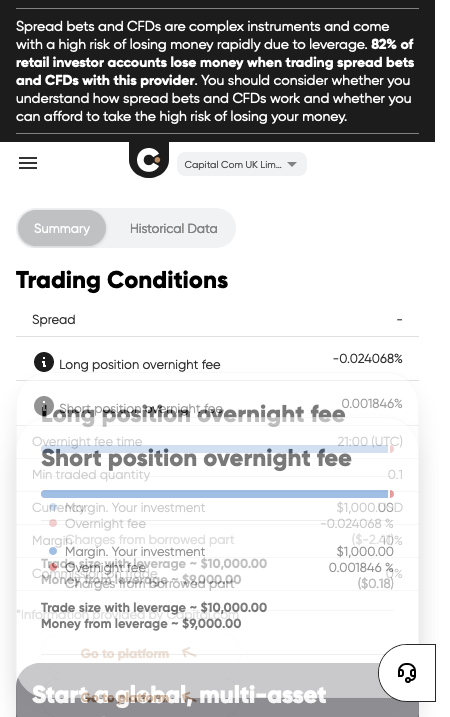 Spread bets and CFDs are complex instruments and come
with a high risk of losing money rapidly due to leverage. 82% of
retail investor accounts lose money when trading spread bets
and CFDs with this provider. You should consider whether you
understand how spread bets and CFDs work and whether you
can afford to take the high risk of losing your money.
Capital Com UK Lim...
Summary
Historical Data
Trading Conditions
Spread -
Long position overnight fee -0.024068%
Short position overnight fee 0.001846%
Long position overnight fee
Overnight fee time 21:00 (UTC)
Short position overnight fee
Min traded quantity 0.1
Currency USD
Margin. Your investment $1,000.00
Overnight fee -0.024068 %
Margin 10%
Charges from borrowed part ($-2.41)
Margin. Your investment $1,000.00
Trade size with leverage ~ $10,000.00
Overnight fee 0.001846 %
Money from leverage ~ $9,000.00
Charges from borrowed part ($0.18)
Trade size with leverage ~ $10,000.00
*Information provided by Capital.com
Money from leverage ~ $9,000.00
Go to platform
Start a global, multi-asset
Go to platform